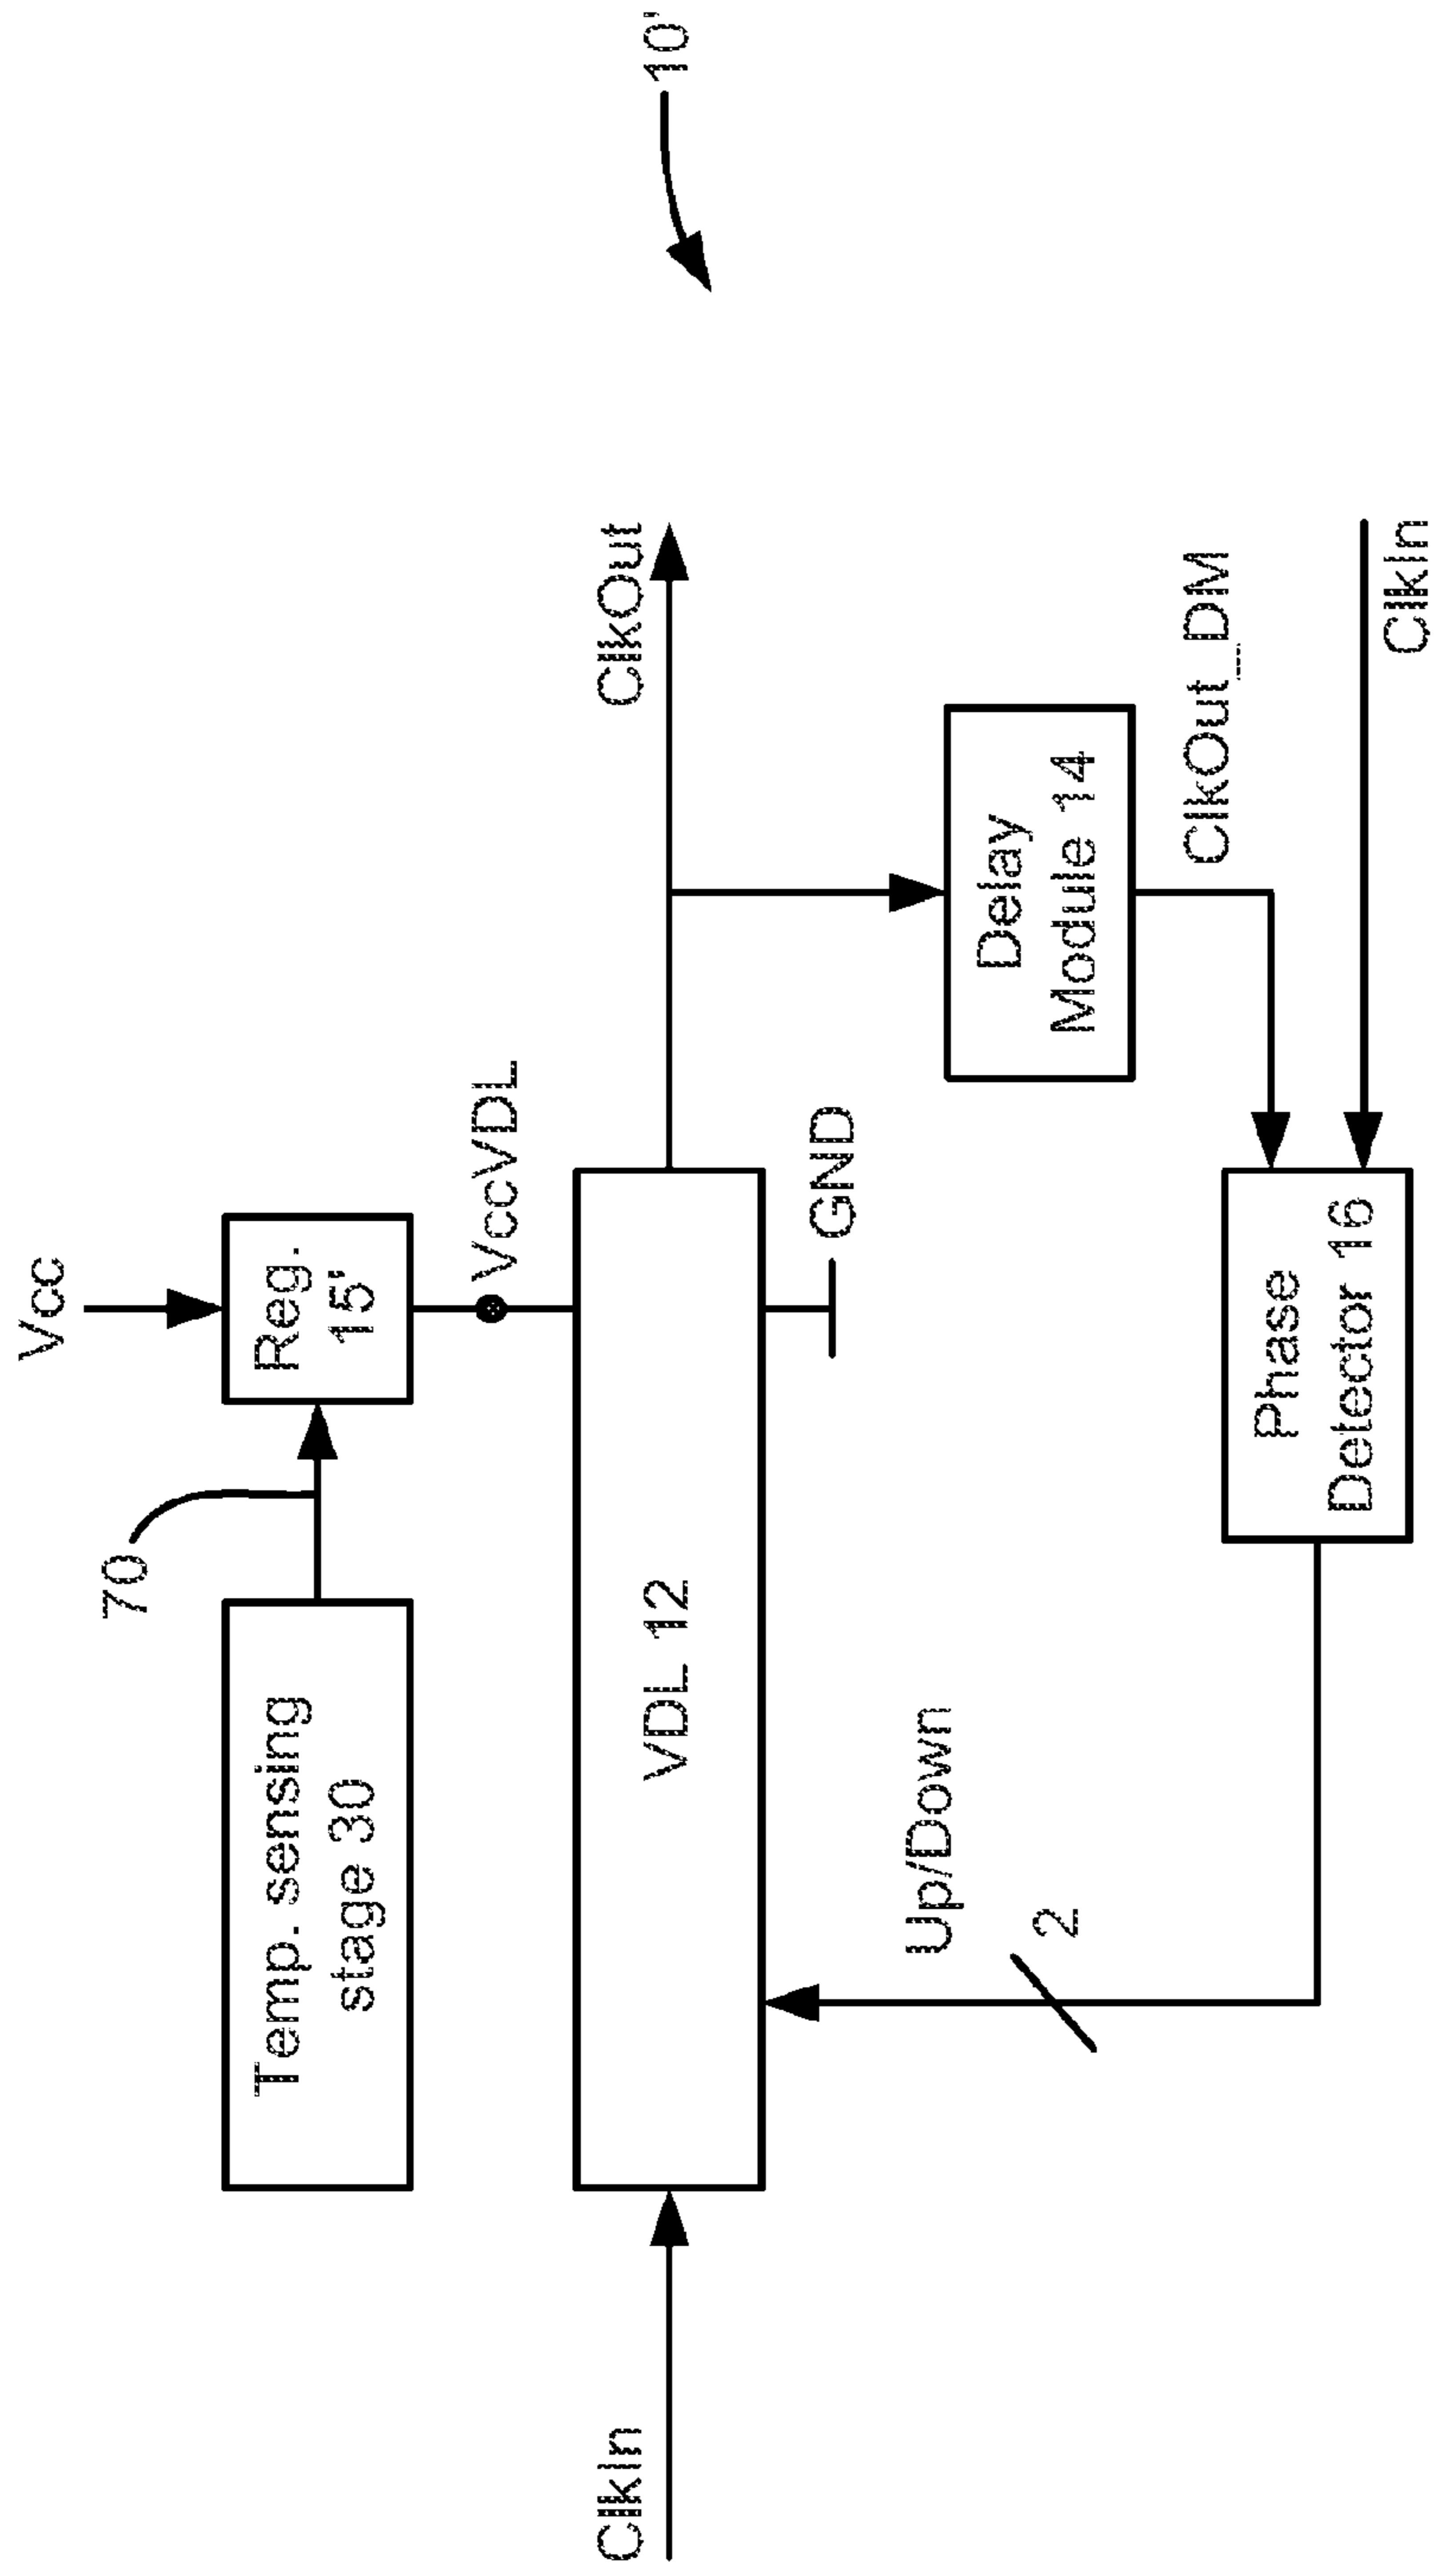 Vcc
70
Temp. sensing
stage 30
Reg.
15'
VccVDL
10'
ClkIn
VDL 12
ClkOut
GND
Up/Down
2
Delay
Module 14
ClkOut_DM
Phase
Detector 16
ClkIn